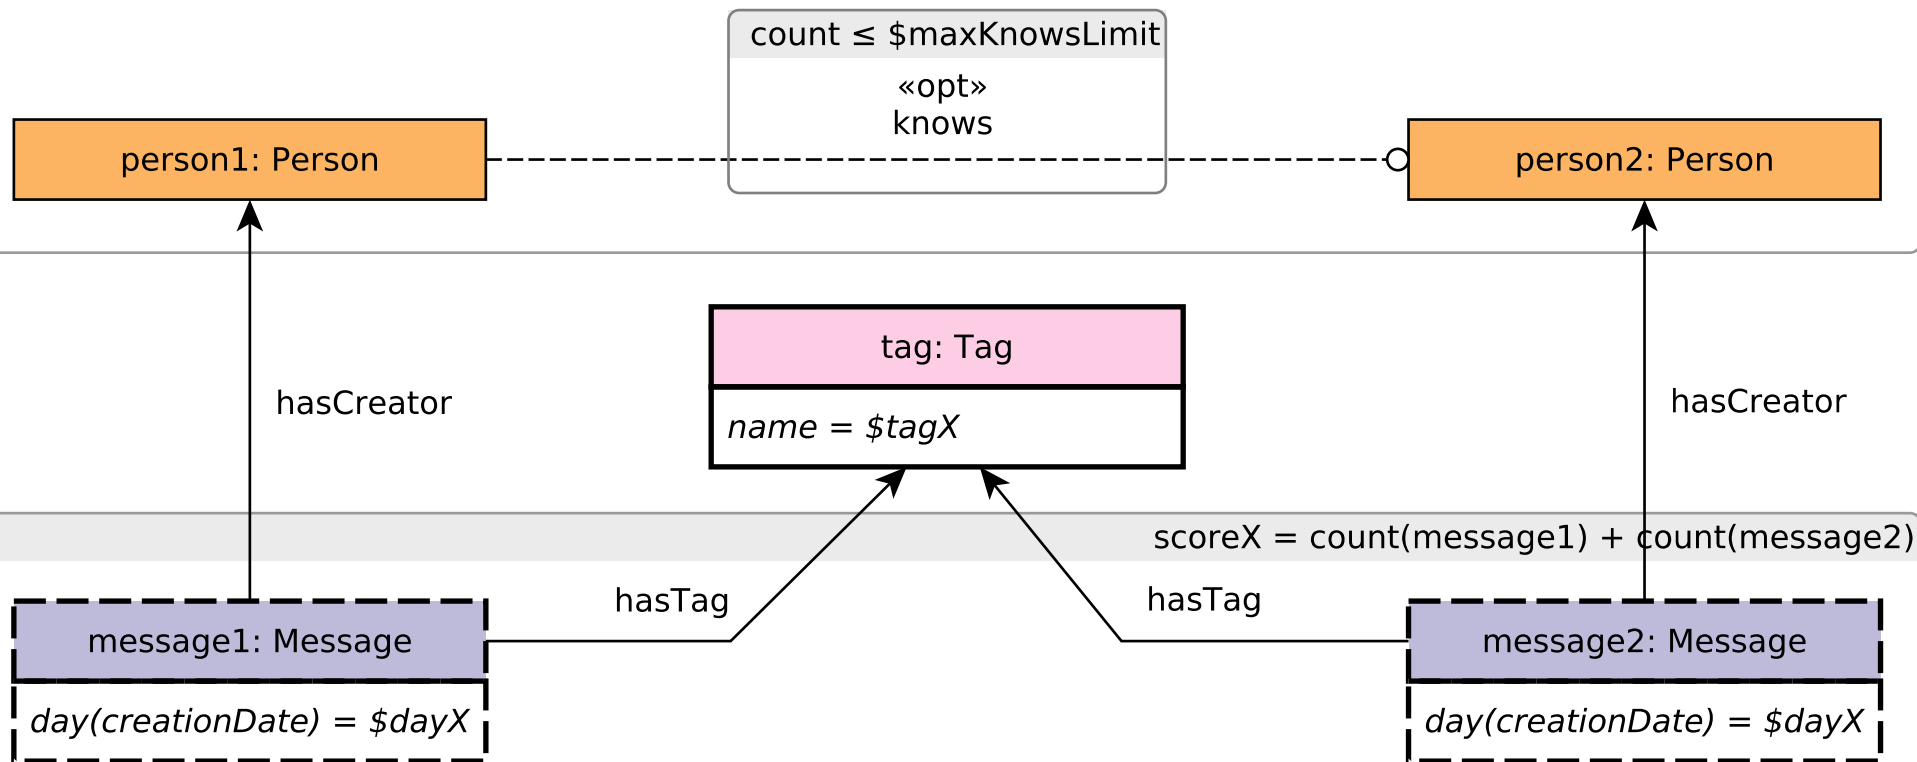 count ≤ $maxKnowsLimit
«opt»
knows
person1: Person
person2: Person
tag: Tag
name = $tagX
hasCreator
hasCreator
scoreX = count(message1) + count(message2)
hasTag
hasTag
message1: Message
message2: Message
day(creationDate) = $dayX
day(creationDate) = $dayX